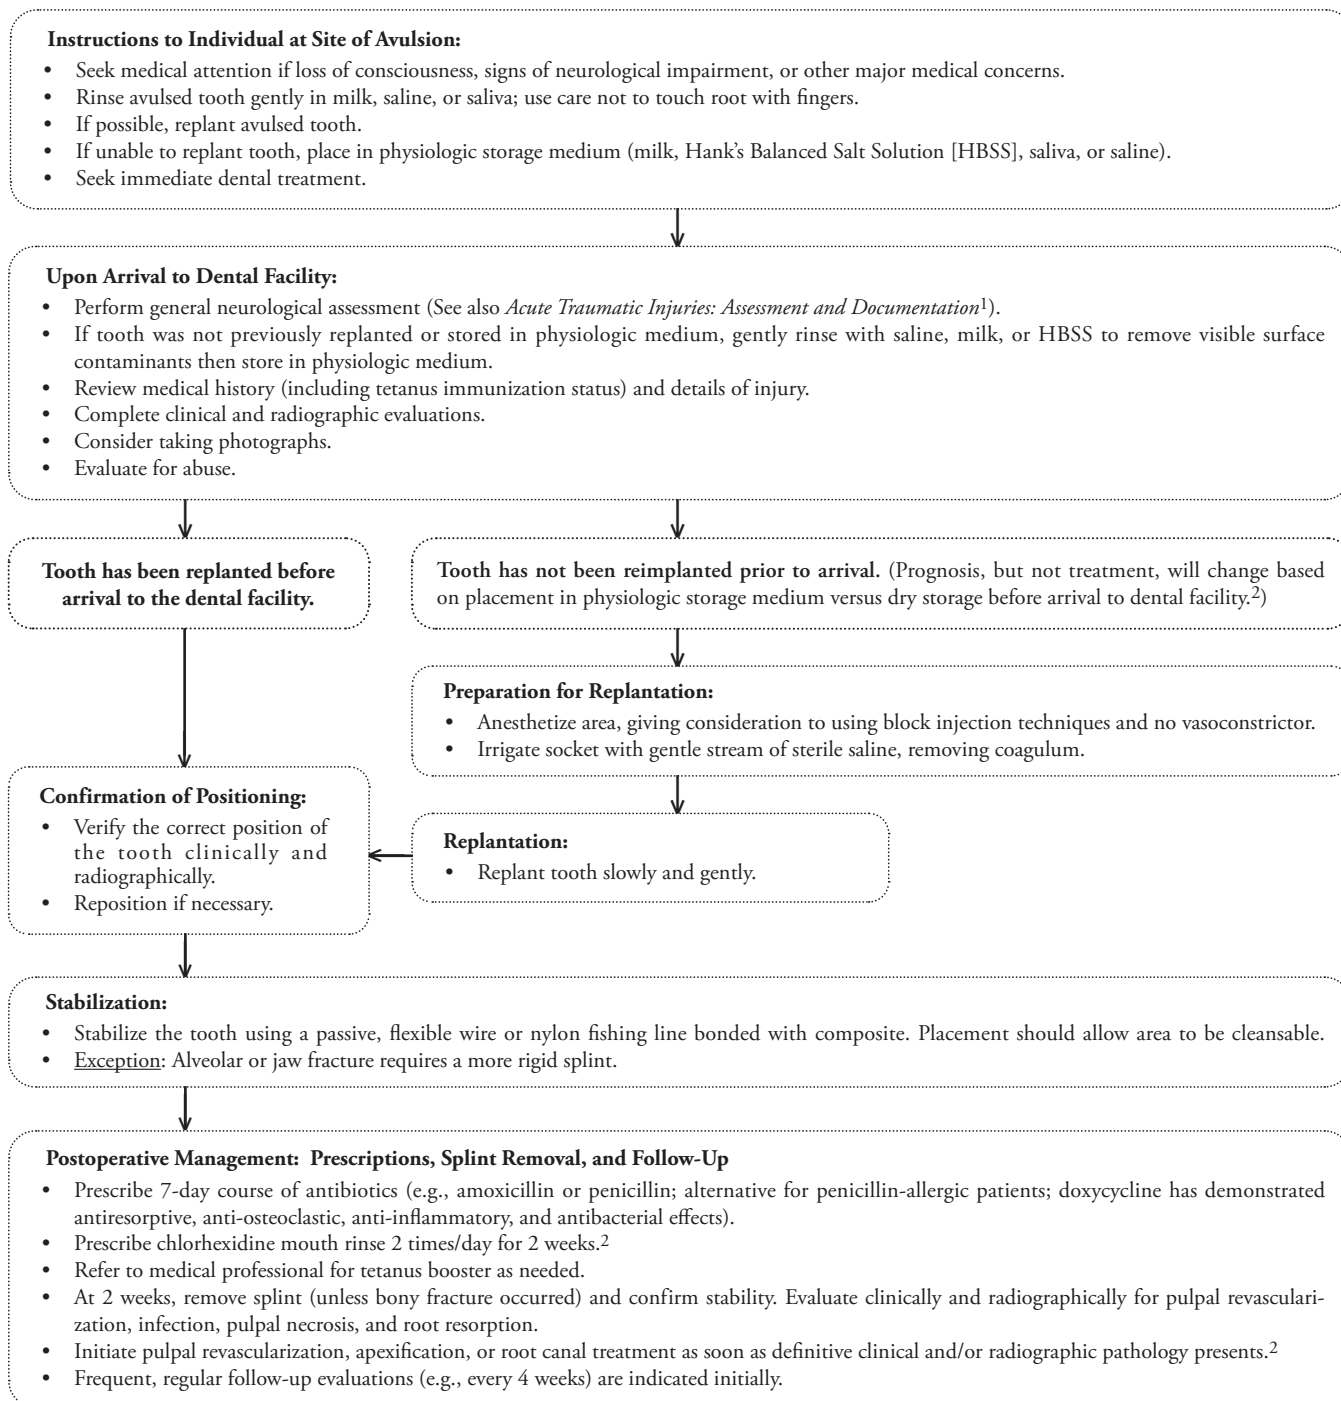 Instructions to Individual at Site of Avulsion:
• Seek medical attention if loss of consciousness, signs of neurological impairment, or other major medical concerns.
• Rinse avulsed tooth gently in milk, saline, or saliva; use care not to touch root with fingers.
• If possible, replant avulsed tooth.
• If unable to replant tooth, place in physiologic storage medium (milk, Hank’s Balanced Salt Solution [HBSS], saliva, or saline).
• Seek immediate dental treatment.
Upon Arrival to Dental Facility:
• Perform general neurological assessment (See also Acute Traumatic Injuries: Assessment and Documentation1).
• If tooth was not previously replanted or stored in physiologic medium, gently rinse with saline, milk, or HBSS to remove visible surface
contaminants then store in physiologic medium.
• Review medical history (including tetanus immunization status) and details of injury.
• Complete clinical and radiographic evaluations.
• Consider taking photographs.
• Evaluate for abuse.
Tooth has been replanted before
arrival to the dental facility.
Tooth has not been reimplanted prior to arrival. (Prognosis, but not treatment, will change based
on placement in physiologic storage medium versus dry storage before arrival to dental facility.2)
Preparation for Replantation:
• Anesthetize area, giving consideration to using block injection techniques and no vasoconstrictor.
• Irrigate socket with gentle stream of sterile saline, removing coagulum.
Replantation:
• Replant tooth slowly and gently.
Confirmation of Positioning:
• Verify the correct position of
the tooth clinically and
radiographically.
• Reposition if necessary.
Stabilization:
• Stabilize the tooth using a passive, flexible wire or nylon fishing line bonded with composite. Placement should allow area to be cleansable.
• Exception: Alveolar or jaw fracture requires a more rigid splint.
Postoperative Management: Prescriptions, Splint Removal, and Follow-Up
• Prescribe 7-day course of antibiotics (e.g., amoxicillin or penicillin; alternative for penicillin-allergic patients; doxycycline has demonstrated
antiresorptive, anti-osteoclastic, anti-inflammatory, and antibacterial effects).
• Prescribe chlorhexidine mouth rinse 2 times/day for 2 weeks.2
• Refer to medical professional for tetanus booster as needed.
• At 2 weeks, remove splint (unless bony fracture occurred) and confirm stability. Evaluate clinically and radiographically for pulpal revasculari-
zation, infection, pulpal necrosis, and root resorption.
• Initiate pulpal revascularization, apexification, or root canal treatment as soon as definitive clinical and/or radiographic pathology presents.2
• Frequent, regular follow-up evaluations (e.g., every 4 weeks) are indicated initially.